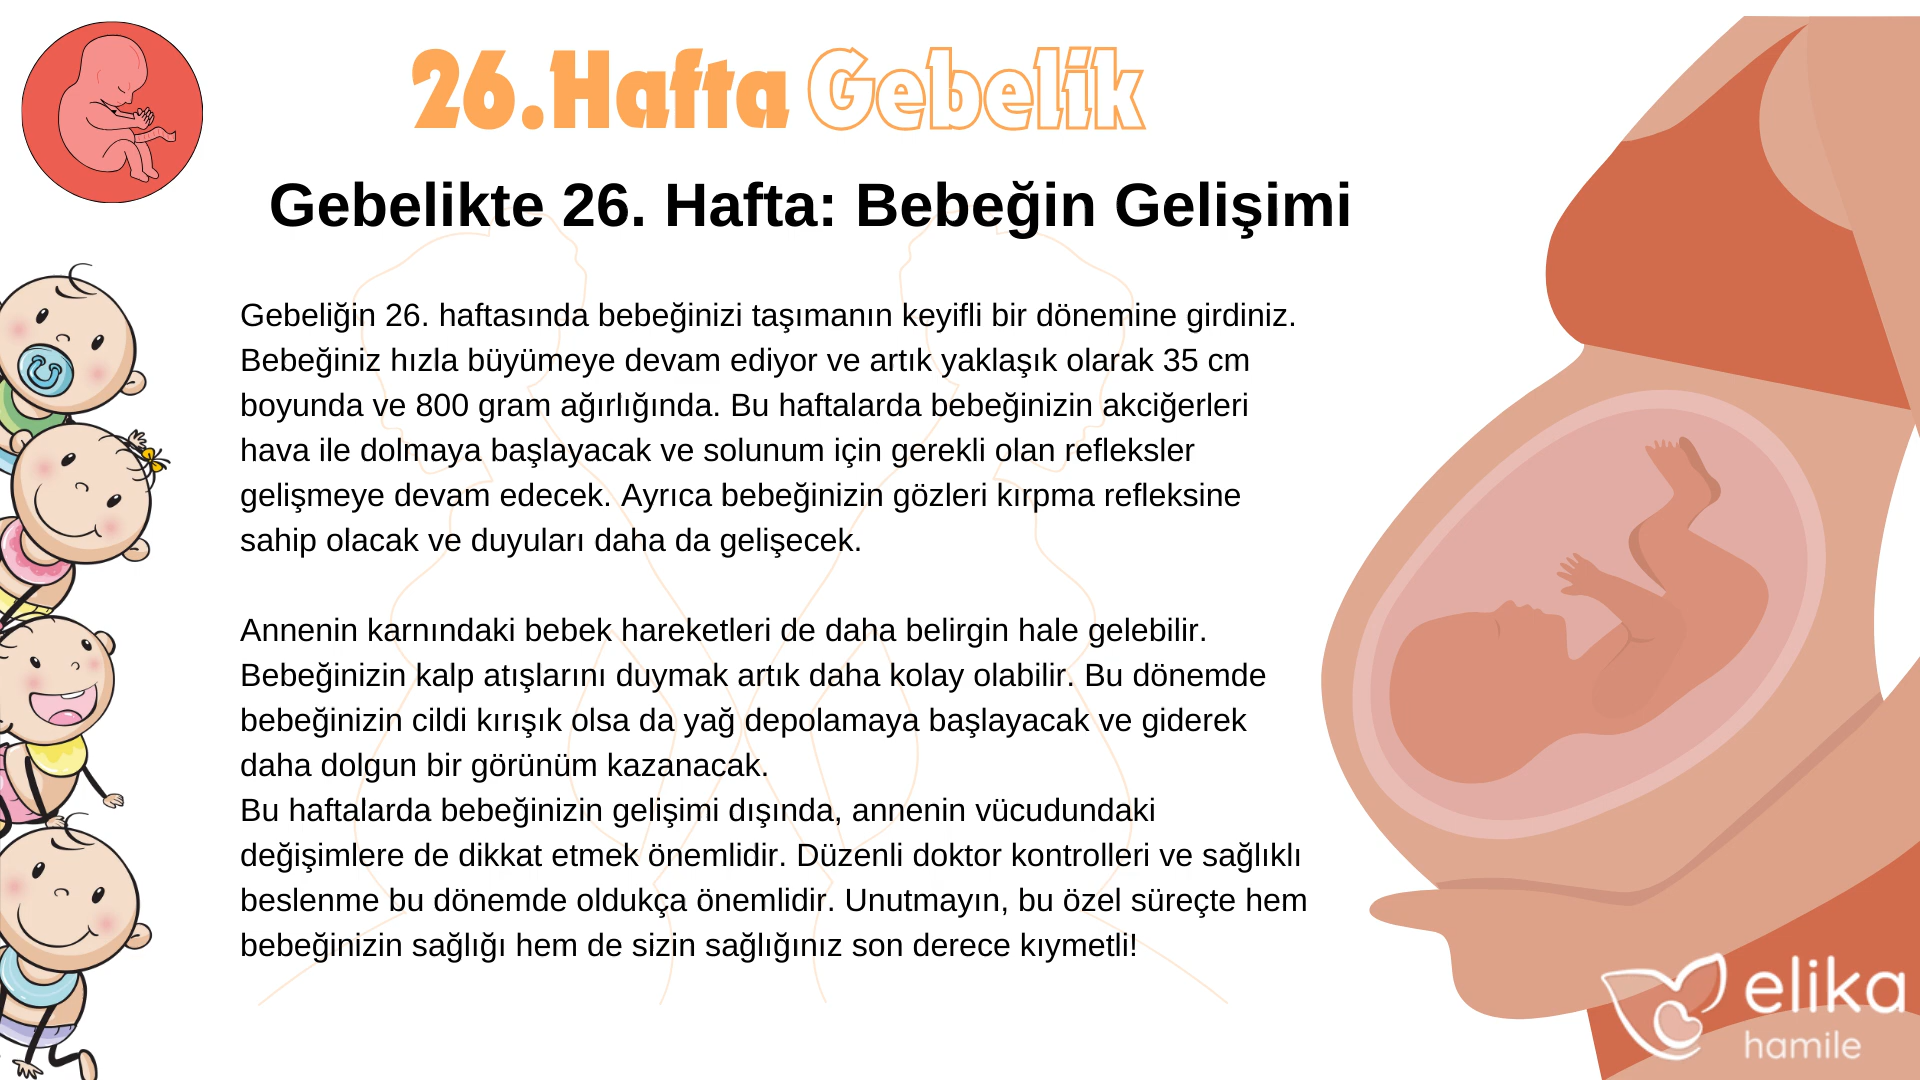 26.Hafta Gebelik
Gebelikte 26. Hafta: Bebeğin Gelişimi
Gebeliğin 26. haftasında bebeğinizi taşımanın keyifli bir dönemine girdiniz.
Bebeğiniz hızla büyümeye devam ediyor ve artık yaklaşık olarak 35 cm
boyunda ve 800 gram ağırlığında. Bu haftalarda bebeğinizin akciğerleri
hava ile dolmaya başlayacak ve solunum için gerekli olan refleksler
gelişmeye devam edecek. Ayrıca bebeğinizin gözleri kırpma refleksine
sahip olacak ve duyuları daha da gelişecek.
Annenin karnındaki bebek hareketleri de daha belirgin hale gelebilir.
Bebeğinizin kalp atışlarını duymak artık daha kolay olabilir. Bu dönemde
bebeğinizin cildi kırışık olsa da yağ depolamaya başlayacak ve giderek
daha dolgun bir görünüm kazanacak.
Bu haftalarda bebeğinizin gelişimi dışında, annenin vücudundaki
değişimlere de dikkat etmek önemlidir. Düzenli doktor kontrolleri ve sağlıklı
beslenme bu dönemde oldukça önemlidir. Unutmayın, bu özel süreçte hem
bebeğinizin sağlığı hem de sizin sağlığınız son derece kıymetli!
elika
hamile